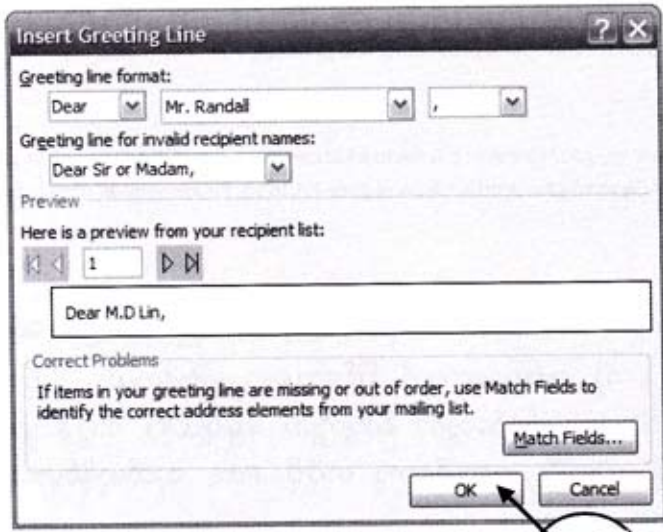 Insert Greeting Line
Greeting line format:
Dear Mr. Randall ,
Greeting line for invalid recipient names:
Dear Sir or Madam,
Preview
Here is a preview from your recipient list:
1
Dear M.D Lin,
Correct Problems
If items in your greeting line are missing or out of order, use Match Fields to
identify the correct address elements from your mailing list.
Match Fields...
OK Cancel